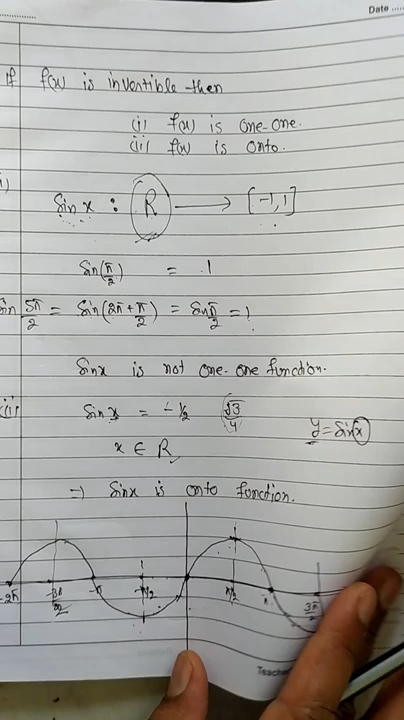 Date .....
If f(x) is invertible then
(i) f(x) is one-one.
(ii) f(x) is onto.
i) Sin x : R → [-1,1]
Sin(π/2) = 1
Sin 5π/2 = Sin(2π + π/2) = Sin π/2 = 1
Sinx is not one-one function.
(ii) Sinx = -1/2 √3/4
y = Sin(x)
x ∈ R
⇒ Sinx is onto function.
-2π -3π/2 -π -π/2 π/2 π 3π/2
Teacher